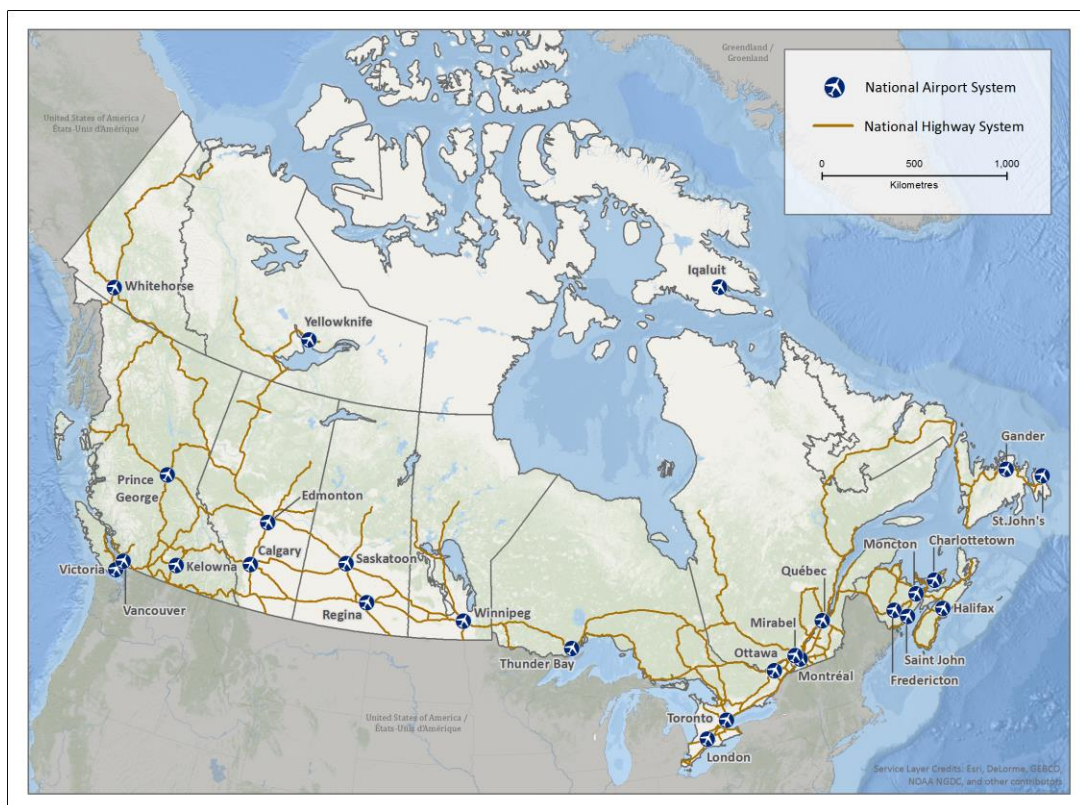 Greendland /
Groenland
National Airport System
National Highway System
0 500 1,000
Kilometres
United States of America /
États-Unis d'Amérique
Whitehorse
Iqaluit
Yellowknife
Prince
George
Edmonton
Gander
St.John's
Victoria
Vancouver
Kelowna
Calgary
Saskatoon
Regina
Winnipeg
Thunder Bay
Moncton
Charlottetown
Québec
Halifax
Mirabel
Ottawa
Montréal
Saint John
Fredericton
Toronto
London
United States of America /
États-Unis d'Amérique
Service Layer Credits: Esri, DeLorme, GEBCO,
NOAA NGDC, and other contributors